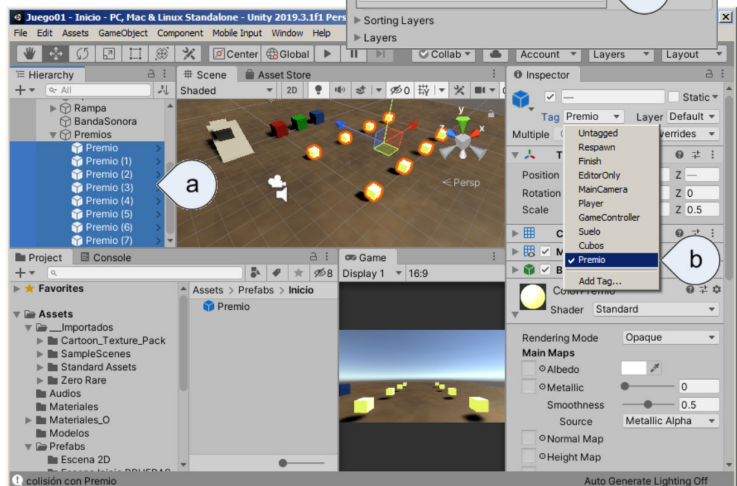 Juego01 - Inicio - PC, Mac & Linux Standalone - Unity 2019.3.1f1 Pers
File Edit Assets GameObject Component Mobile Input Window Help
Sorting Layers
Layers
Center Global Collab Account Layers Layout
Hierarchy
All
Rampa
BandaSonora
Premios
Premio
Premio (1)
Premio (2)
Premio (3)
Premio (4)
Premio (5)
Premio (6)
Premio (7)
a
Scene Asset Store
Shaded 2D 0
y
x
z
Persp
Inspector
— Static
Tag Premio Layer Default
Multiple verrides
Untagged
Respawn
Finish
EditorOnly
MainCamera
Player
GameController
Suelo
Cubos
Premio
Add Tag...
b
T
Position Z —
Rotation Z 0
Scale Z 0.5
C
M
B
ColorPremio
Shader Standard
Rendering Mode Opaque
Main Maps
Albedo
Metallic 0
Smoothness 0.5
Source Metallic Alpha
Normal Map
Height Map
Project Console
8
Favorites
Assets
__Importados
Cartoon_Texture_Pack
SampleScenes
Standard Assets
Zero Rare
Audios
Materiales
Materiales_O
Modelos
Prefabs
Escena 2D
Assets > Prefabs > Inicio
Premio
Game
Display 1 16:9
colisión con Premio
Auto Generate Lighting Off